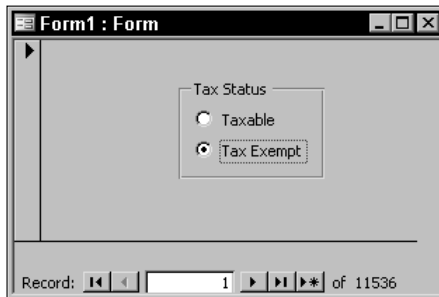 Form1 : Form
Tax Status
Taxable
Tax Exempt
Record: 1 of 11536